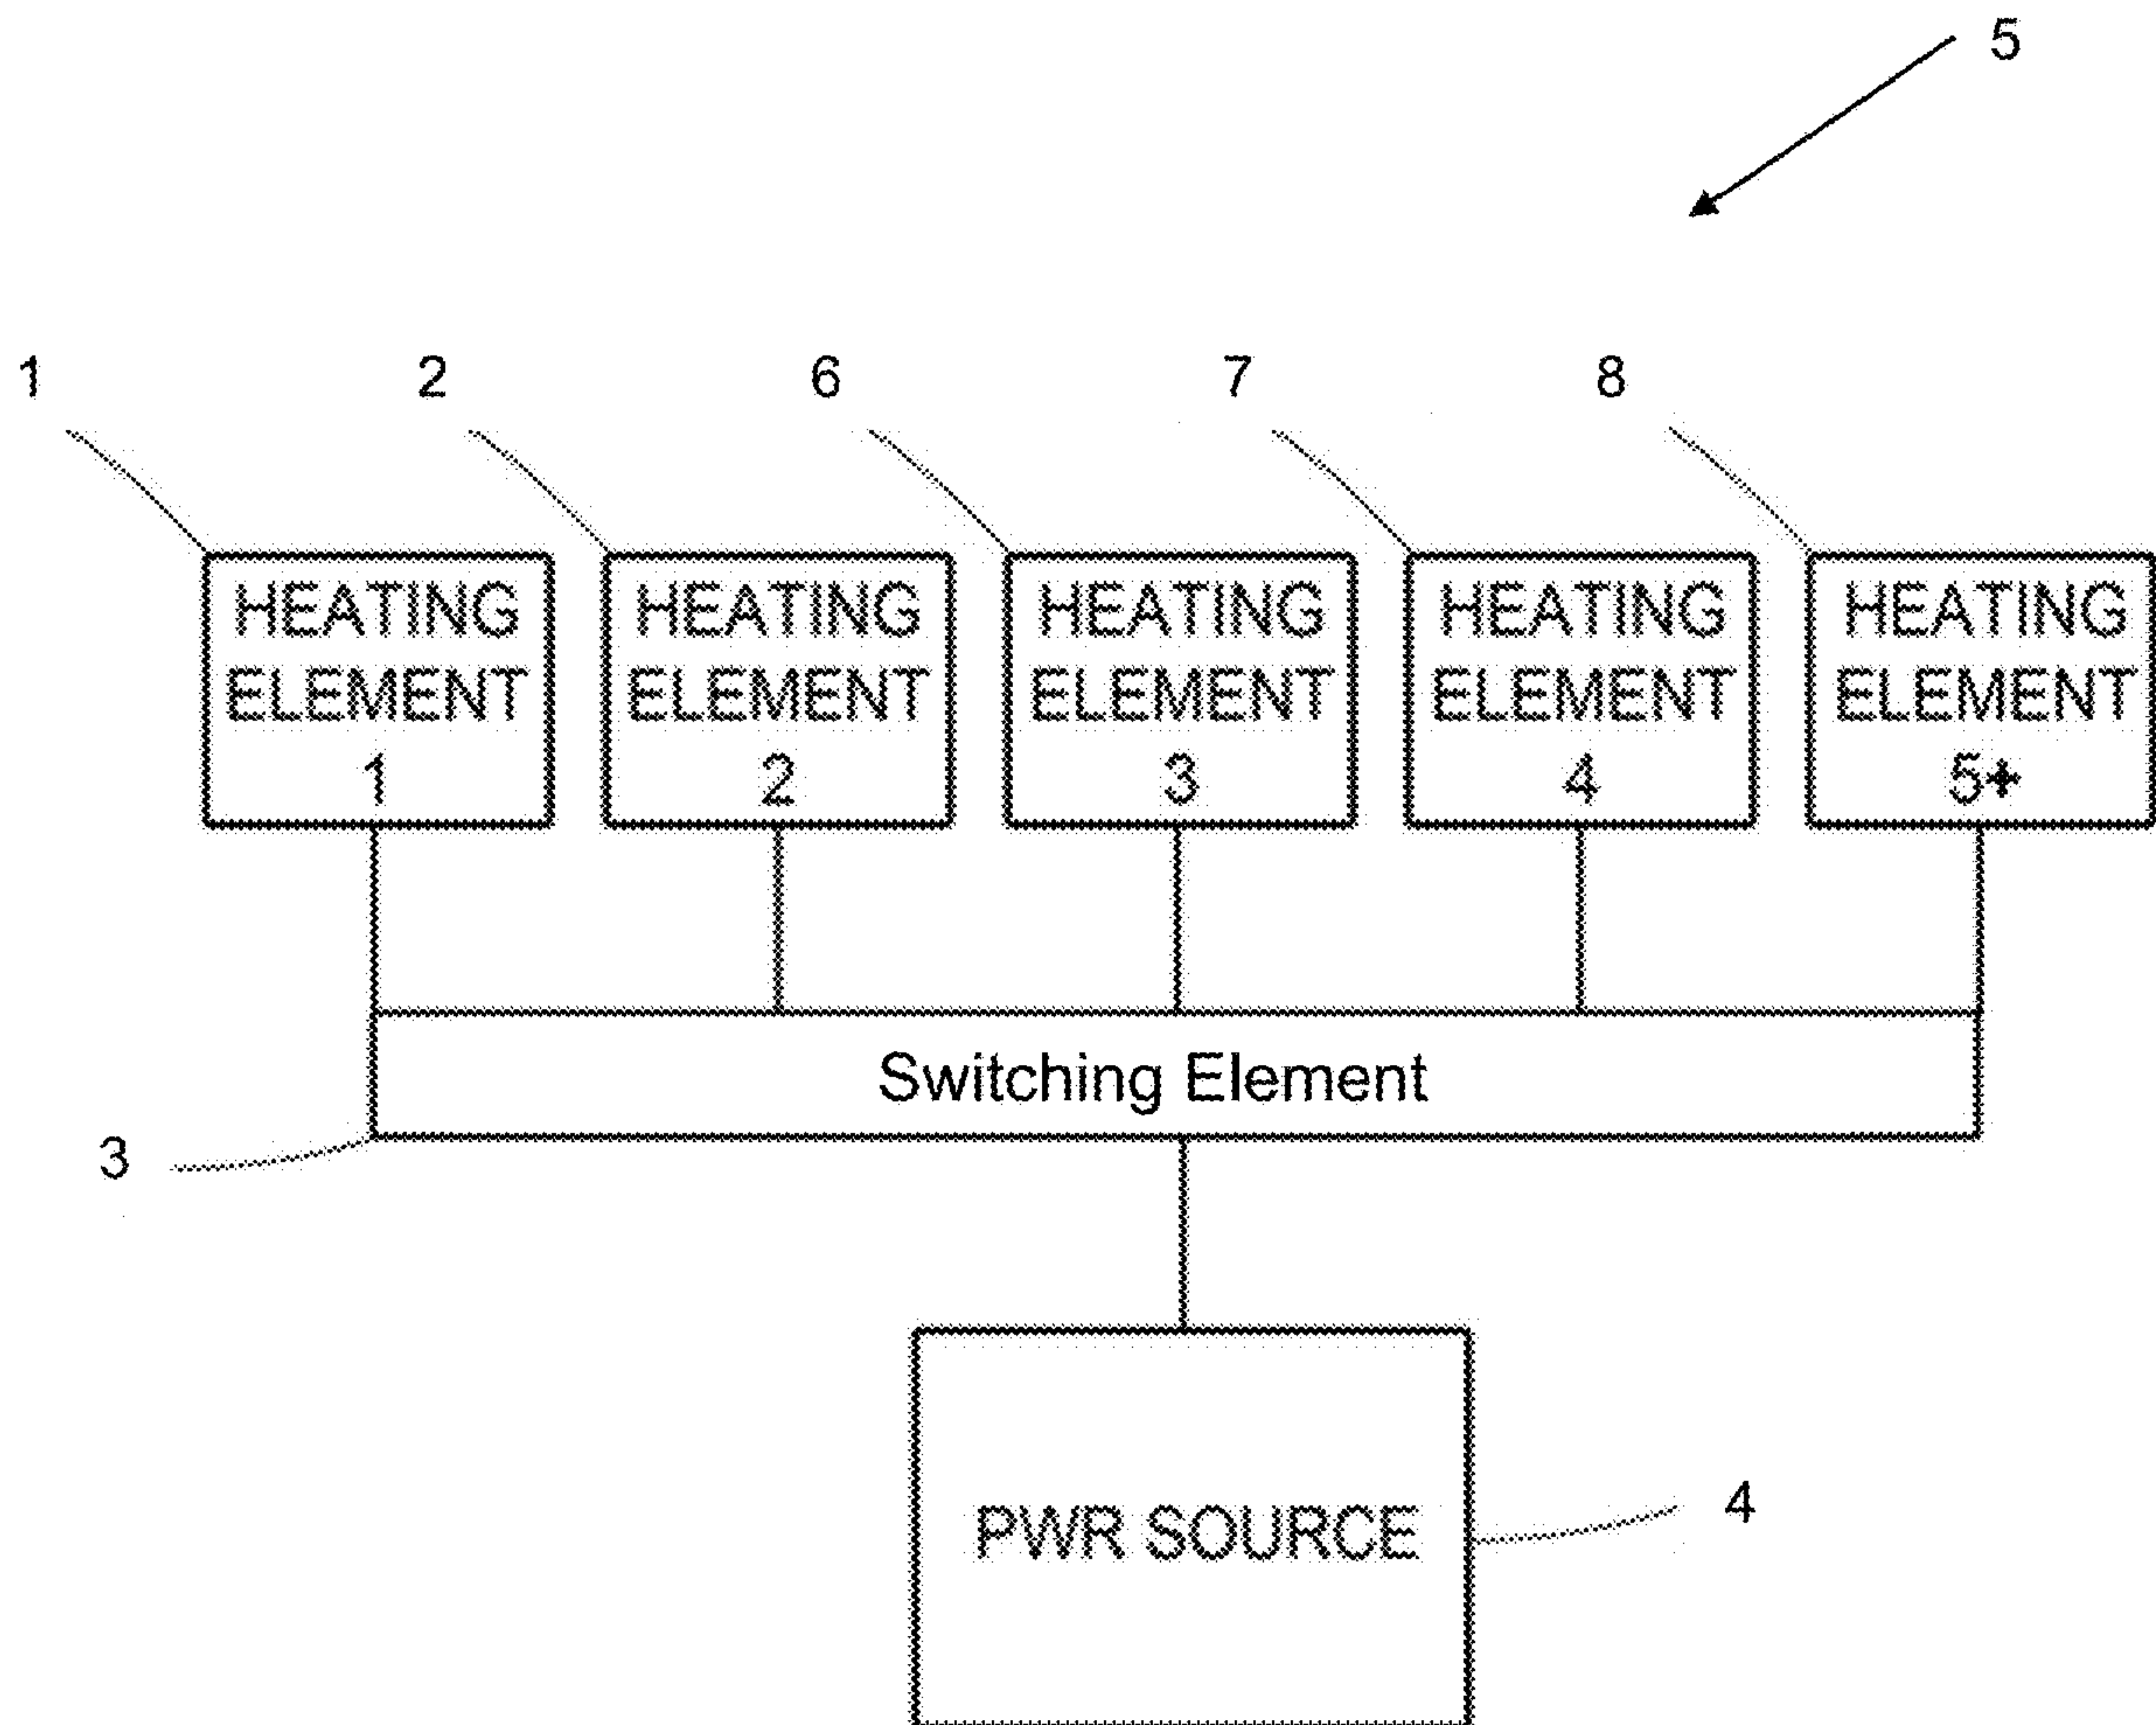 5
1
2
6
7
8
HEATING
ELEMENT
1
HEATING
ELEMENT
2
HEATING
ELEMENT
3
HEATING
ELEMENT
4
HEATING
ELEMENT
5+
Switching Element
3
PWR SOURCE
4